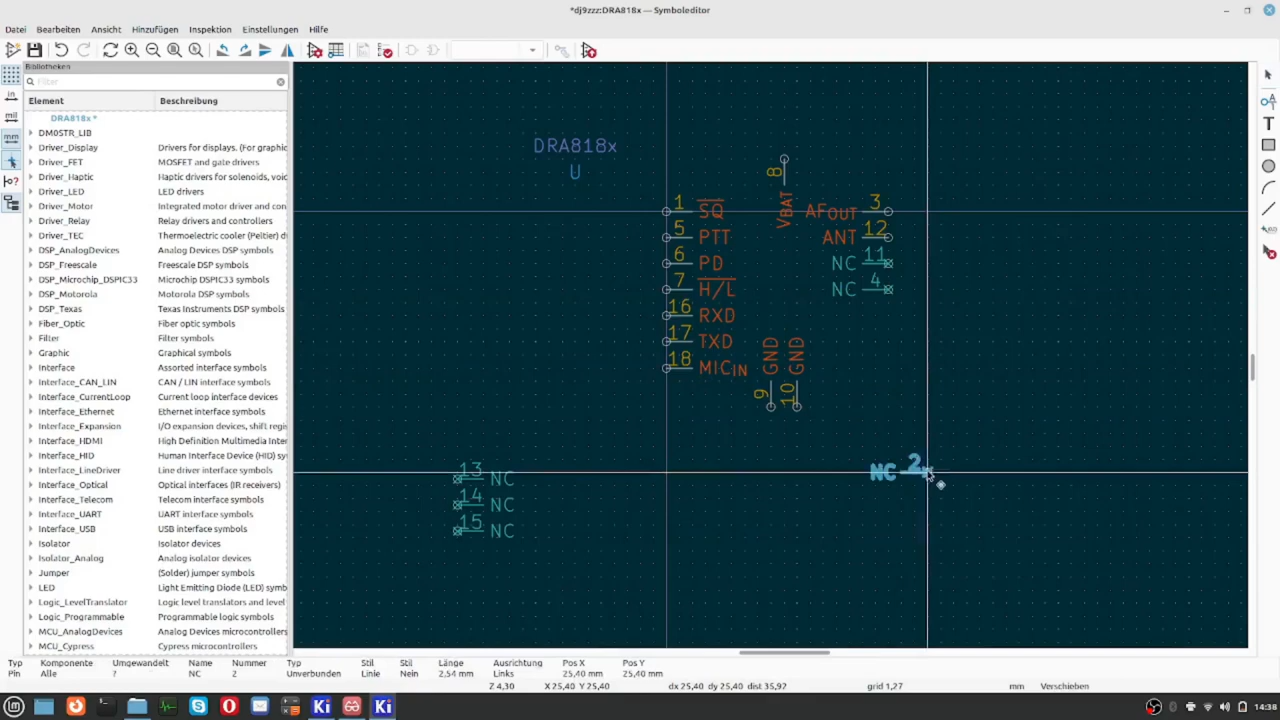 *dj9zzz:DRA818x — Symboleditor
Datei Bearbeiten Ansicht Hinzufügen Inspektion Einstellungen Hilfe
Bibliotheken
Filter
Element Beschreibung
DRA818x *
DM0STR_LIB
Driver_Display Drivers for displays. (For graphic
Driver_FET MOSFET and gate drivers
Driver_Haptic Haptic drivers for solenoids, voic
Driver_LED LED drivers
Driver_Motor Integrated motor driver and con
Driver_Relay Relay drivers and controllers
Driver_TEC Thermoelectric coorler (Peltier) di
DSP_AnalogDevices Analog Devices DSP symbols
DSP_Freescale Freescale DSP symbols
DSP_Microchip_DSPIC33 Microchip DSPIC33 symbols
DSP_Motorola Motorola DSP symbols
DSP_Texas Texas Instruments DSP symbols
Fiber_Optic Fiber optic symbols
Filter Filter symbols
Graphic Graphical symbols
Interface Assorted interface symbols
Interface_CAN_LIN CAN / LIN interface symbols
Interface_CurrentLoop Current loop interface devices
Interface_Ethernet Ethernet interface symbols
Interface_Expansion I/O expansion devices, shift regi
Interface_HDMI High Definition Multimedia Inter
Interface_HID Human Interface Device (HID) sy
Interface_LineDriver Line driver interface symbols
Interface_Optical Optical interfaces (IR receivers)
Interface_Telecom Telecom interface symbols
Interface_UART UART interface symbols
Interface_USB USB interface symbols
Isolator Isolator devices
Isolator_Analog Analog isolator devices
Jumper (Solder) jumper symbols
LED Light Emitting Diode (LED) symb
Logic_LevelTranslator Logic level translators and level
Logic_Programmable Programmable logic symbols
MCU_AnalogDevices Analog Devices microcontrollers
MCU_Cypress Cypress microcontrollers
in
mil
mm
DRA818x
U
8
VBAT
1 SQ
5 PTT
6 PD
7 H/L
16 RXD
17 TXD
18 MICIN
AFOUT 3
ANT 12
NC 11
NC 4
GND GND
9 10
13 NC
14 NC
15 NC
NC 2
Typ Komponente Umgewandelt Name Nummer Typ Stil Stil Länge Ausrichtung Pos X Pos Y
Pin Alle ? NC 2 Unverbunden Linie Nein 2,54 mm Links 25,40 mm 25,40 mm
Z 4,30 X 25,40 Y 25,40 dx 25,40 dy 25,40 dist 35,92 grid 1,27 mm Verschieben
14:38